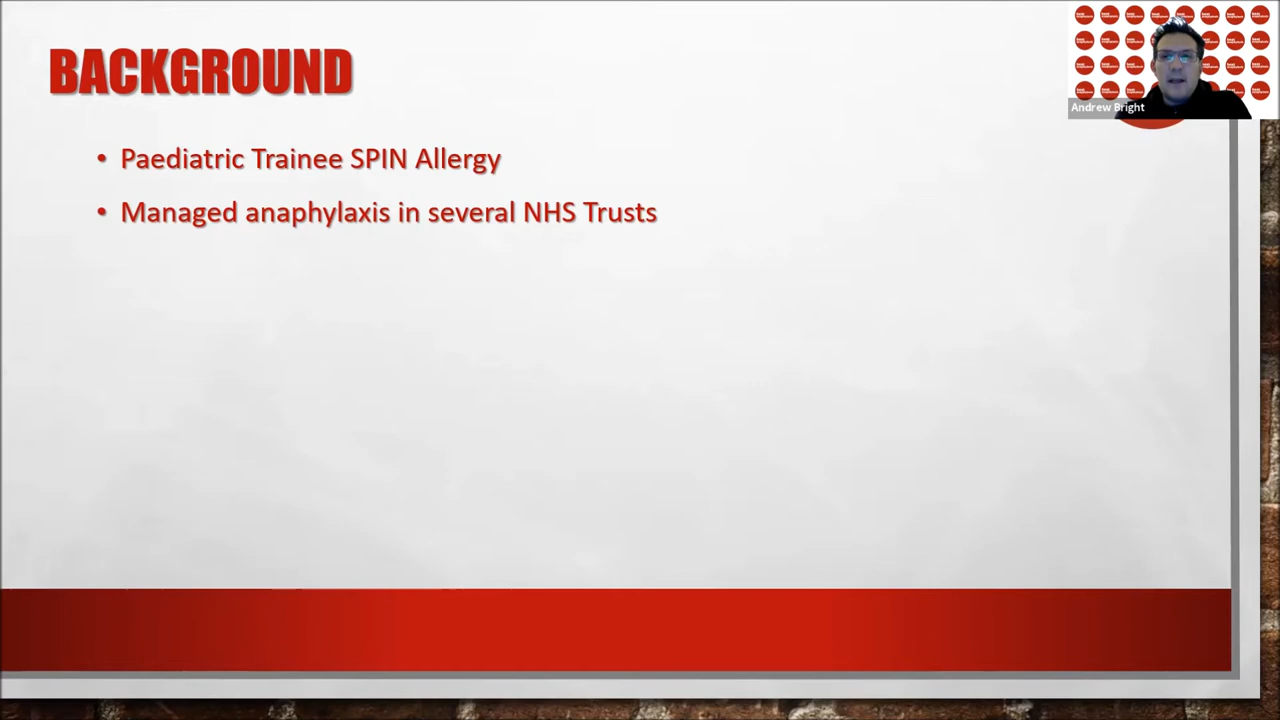 BACKGROUND
Andrew Bright
• Paediatric Trainee SPIN Allergy
• Managed anaphylaxis in several NHS Trusts